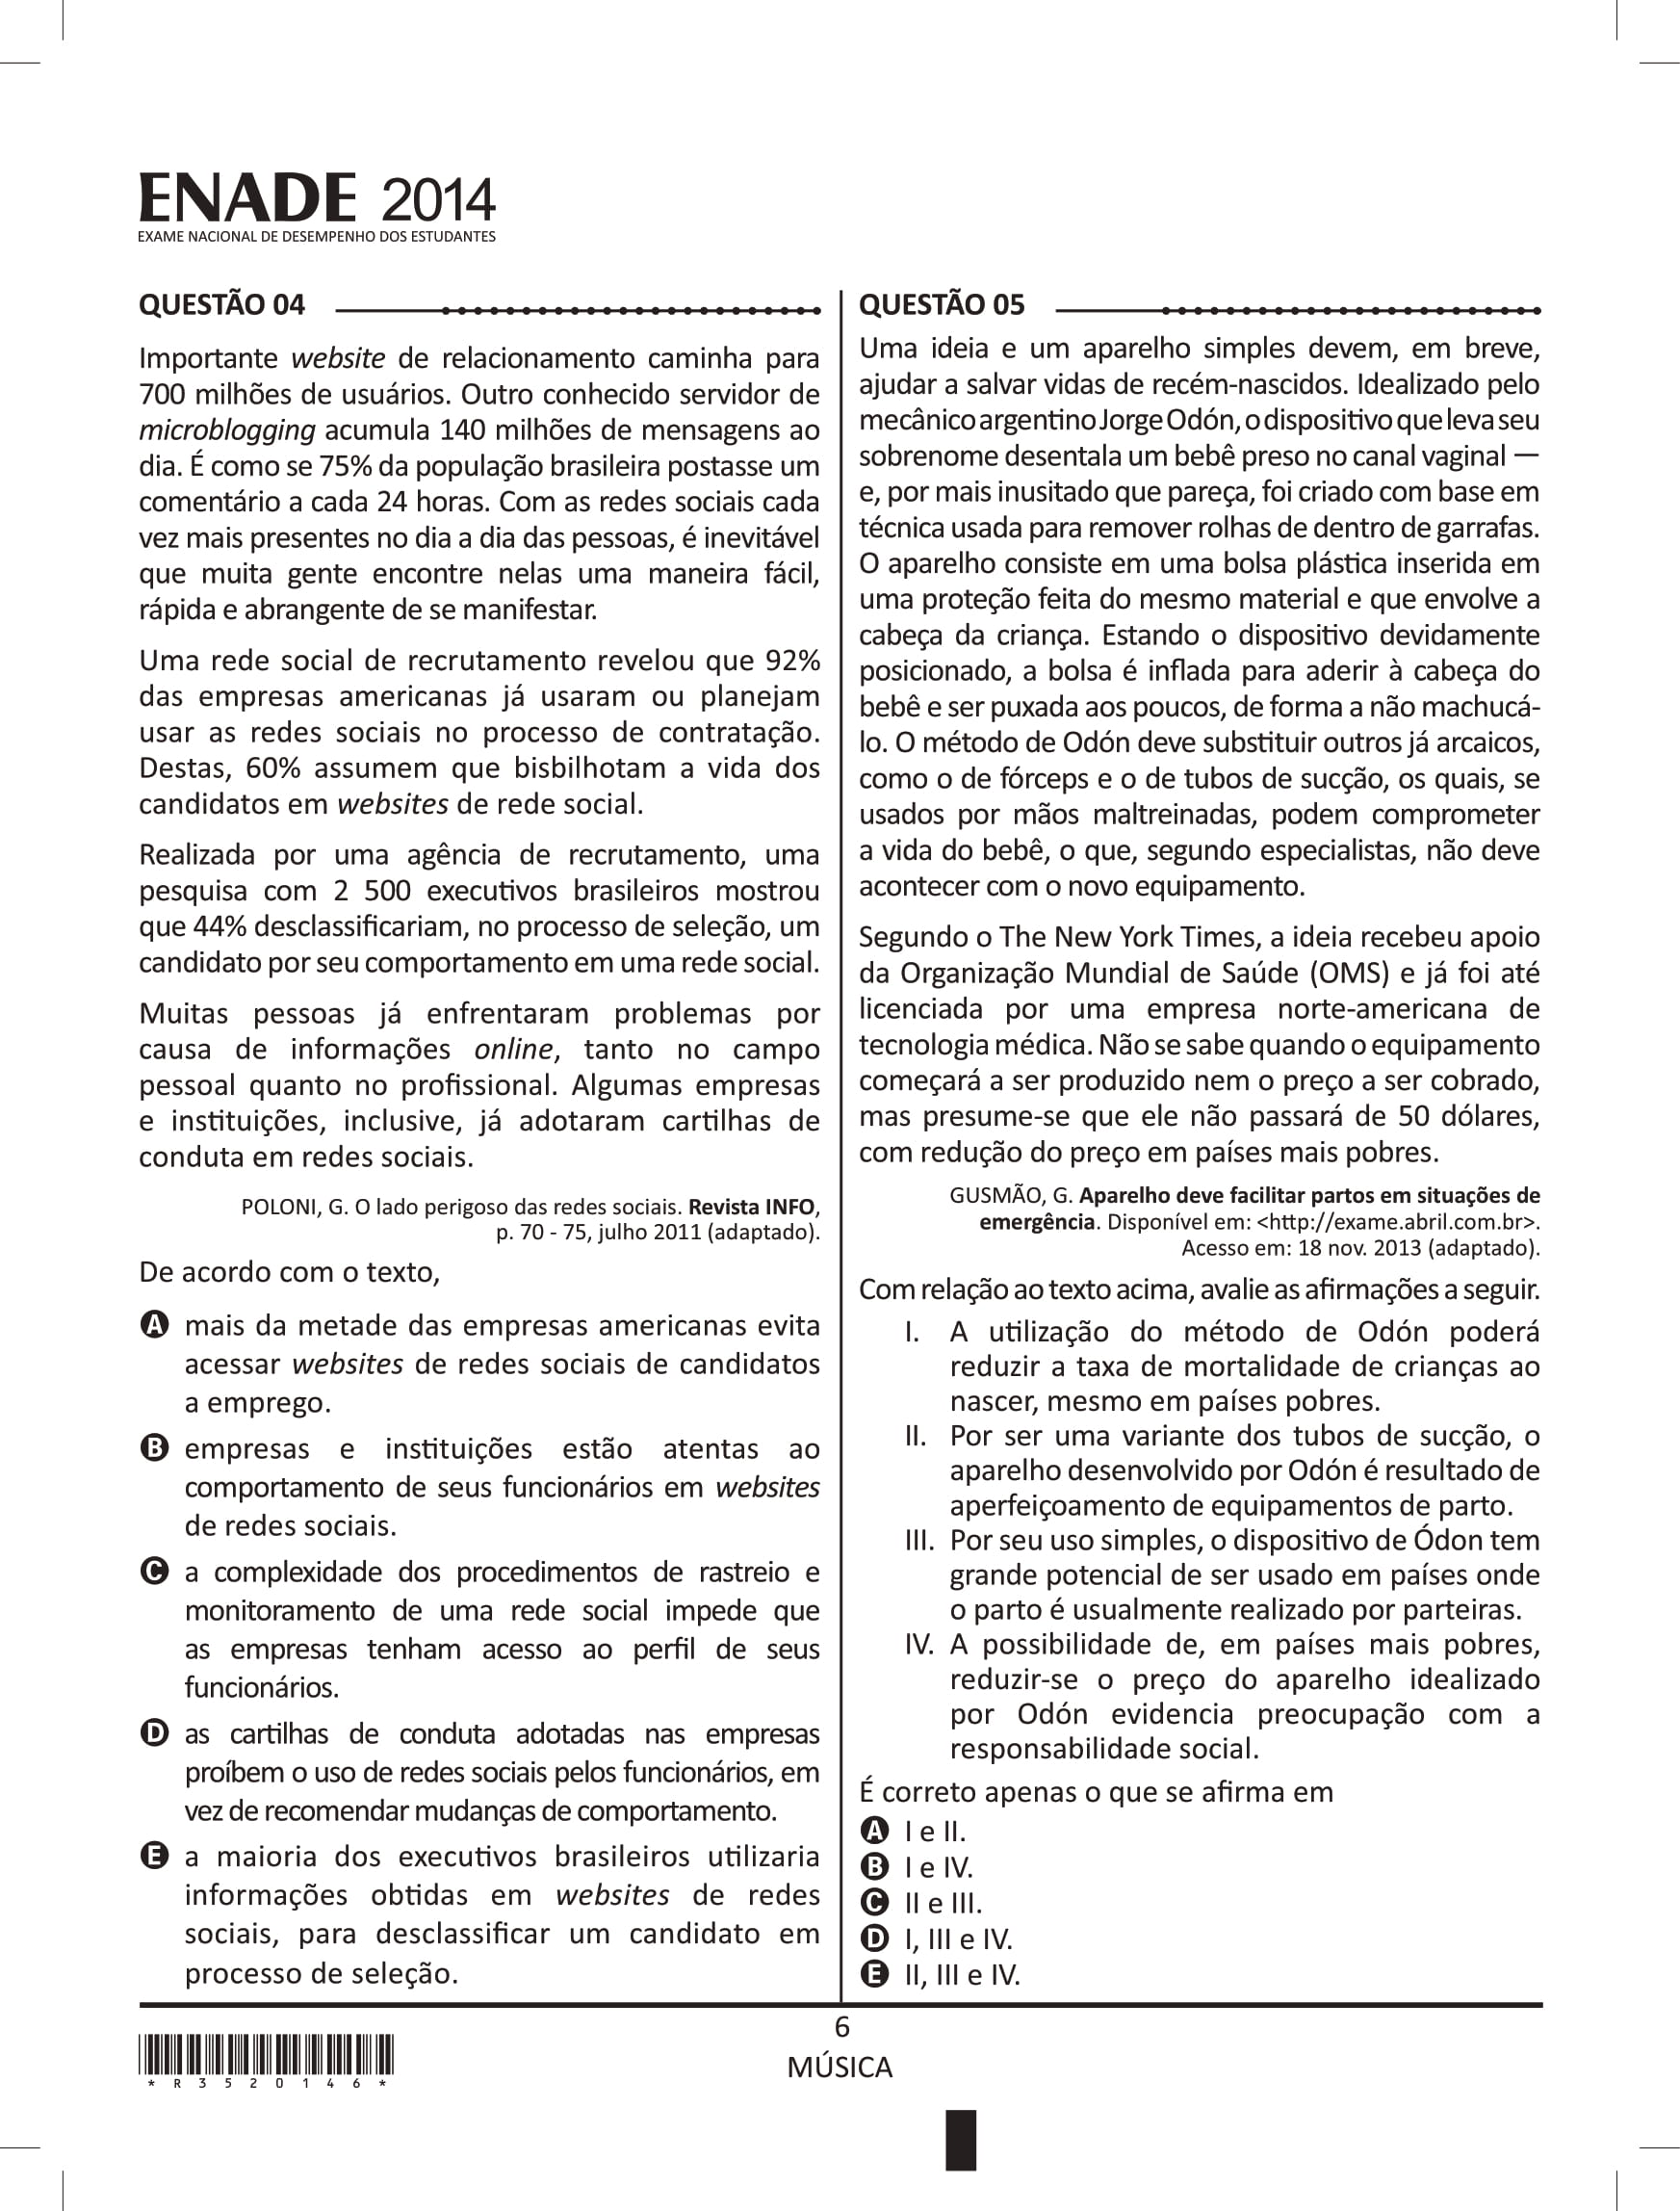 ENADE 2014
EXAME NACIONAL DE DESEMPENHO DOS ESTUDANTES
QUESTÃO 04
Importante website de relacionamento caminha para
700 milhões de usuários. Outro conhecido servidor de
microblogging acumula 140 milhões de mensagens ao
dia. É como se 75% da população brasileira postasse um
comentário a cada 24 horas. Com as redes sociais cada
vez mais presentes no dia a dia das pessoas, é inevitável
que muita gente encontre nelas uma maneira fácil,
rápida e abrangente de se manifestar.
Uma rede social de recrutamento revelou que 92%
das empresas americanas já usaram ou planejam
usar as redes sociais no processo de contratação.
Destas, 60% assumem que bisbilhotam a vida dos
candidatos em websites de rede social.
Realizada por uma agência de recrutamento, uma
pesquisa com 2 500 executivos brasileiros mostrou
que 44% desclassificariam, no processo de seleção, um
candidato por seu comportamento em uma rede social.
Muitas pessoas já enfrentaram problemas por
causa de informações online, tanto no campo
pessoal quanto no profissional. Algumas empresas
e instituições, inclusive, já adotaram cartilhas de
conduta em redes sociais.
POLONI, G. O lado perigoso das redes sociais. Revista INFO,
p. 70 - 75, julho 2011 (adaptado).
De acordo com o texto,
A mais da metade das empresas americanas evita
acessar websites de redes sociais de candidatos
a emprego.
B empresas e instituições estão atentas ao
comportamento de seus funcionários em websites
de redes sociais.
C a complexidade dos procedimentos de rastreio e
monitoramento de uma rede social impede que
as empresas tenham acesso ao perfil de seus
funcionários.
D as cartilhas de conduta adotadas nas empresas
proíbem o uso de redes sociais pelos funcionários, em
vez de recomendar mudanças de comportamento.
E a maioria dos executivos brasileiros utilizaria
informações obtidas em websites de redes
sociais, para desclassificar um candidato em
processo de seleção.
QUESTÃO 05
Uma ideia e um aparelho simples devem, em breve,
ajudar a salvar vidas de recém-nascidos. Idealizado pelo
mecânico argentino Jorge Odón, o dispositivo que leva seu
sobrenome desentala um bebê preso no canal vaginal —
e, por mais inusitado que pareça, foi criado com base em
técnica usada para remover rolhas de dentro de garrafas.
O aparelho consiste em uma bolsa plástica inserida em
uma proteção feita do mesmo material e que envolve a
cabeça da criança. Estando o dispositivo devidamente
posicionado, a bolsa é inflada para aderir à cabeça do
bebê e ser puxada aos poucos, de forma a não machucá-
lo. O método de Odón deve substituir outros já arcaicos,
como o de fórceps e o de tubos de sucção, os quais, se
usados por mãos maltreinadas, podem comprometer
a vida do bebê, o que, segundo especialistas, não deve
acontecer com o novo equipamento.
Segundo o The New York Times, a ideia recebeu apoio
da Organização Mundial de Saúde (OMS) e já foi até
licenciada por uma empresa norte-americana de
tecnologia médica. Não se sabe quando o equipamento
começará a ser produzido nem o preço a ser cobrado,
mas presume-se que ele não passará de 50 dólares,
com redução do preço em países mais pobres.
GUSMÃO, G. Aparelho deve facilitar partos em situações de
emergência. Disponível em: <http://exame.abril.com.br>.
Acesso em: 18 nov. 2013 (adaptado).
Com relação ao texto acima, avalie as afirmações a seguir.
I. A utilização do método de Odón poderá
reduzir a taxa de mortalidade de crianças ao
nascer, mesmo em países pobres.
II. Por ser uma variante dos tubos de sucção, o
aparelho desenvolvido por Odón é resultado de
aperfeiçoamento de equipamentos de parto.
III. Por seu uso simples, o dispositivo de Ódon tem
grande potencial de ser usado em países onde
o parto é usualmente realizado por parteiras.
IV. A possibilidade de, em países mais pobres,
reduzir-se o preço do aparelho idealizado
por Odón evidencia preocupação com a
responsabilidade social.
É correto apenas o que se afirma em
A I e II.
B I e IV.
C II e III.
D I, III e IV.
E II, III e IV.
6
MÚSICA
* R 3 5 2 0 1 4 6 *